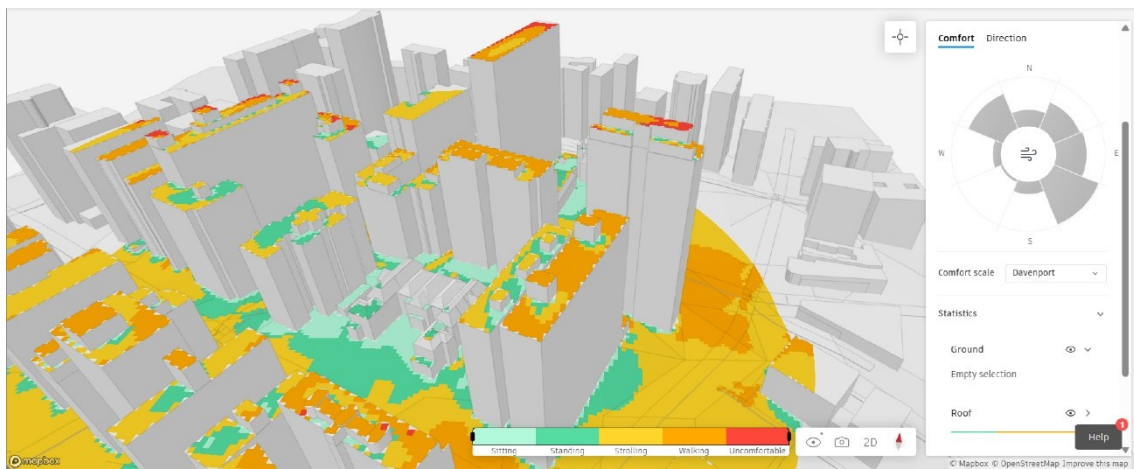 Comfort Direction
N
W
E
S
Comfort scale Davenport
Statistics
Ground
Empty selection
Roof
Help
1
Sitting Standing Strolling Walking Uncomfortable
2D
mapbox
© Mapbox © OpenStreetMap Improve this map